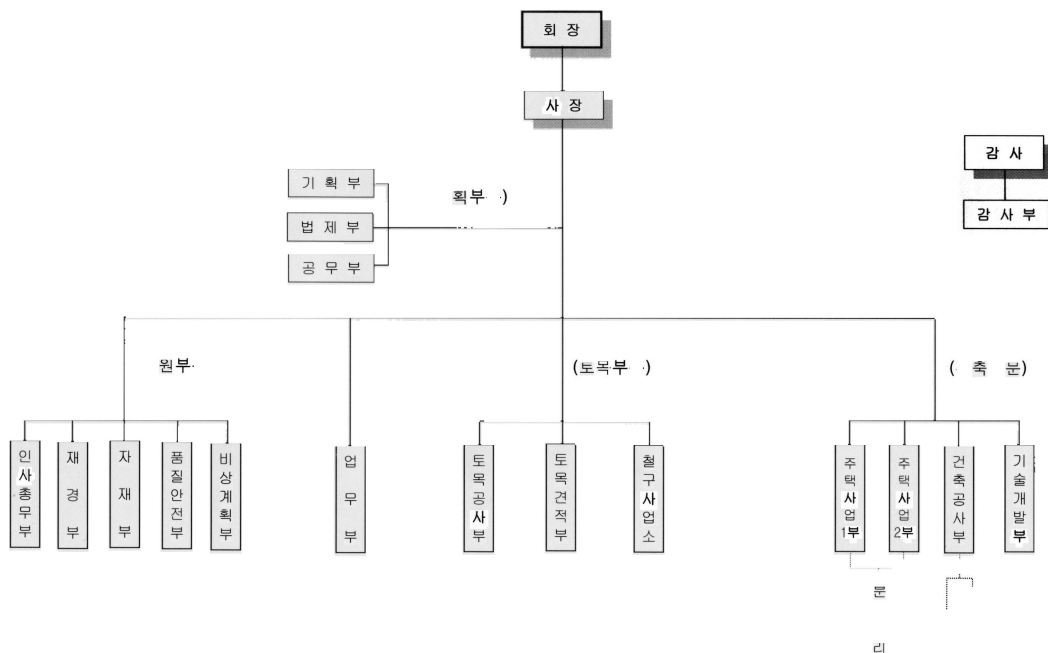 회 장
사 장
감 사
감 사 부
기 획 부
획부 )
법 제 부
공 무 부
원부
(토목부 )
( 축 문)
인사총무부
재 경 부
자 재 부
품질안전부
비상계획부
업 무 부
토목공사부
토목견적부
철구사업소
주택사업1부
주택사업2부
건축공사부
기술개발부
문
리